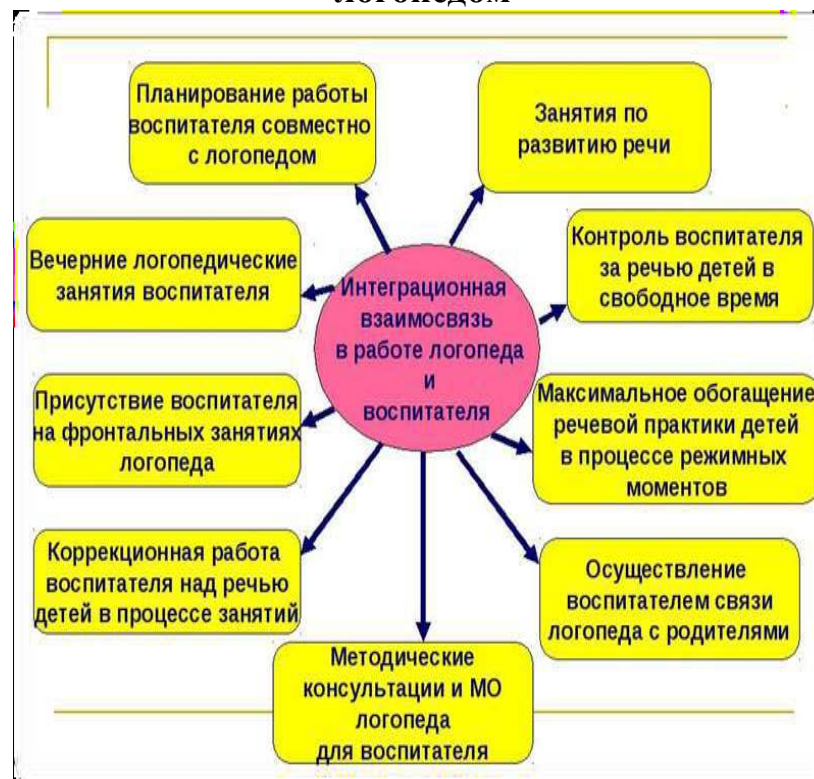 логопедом
Планирование работы
воспитателя совместно
с логопедом
Занятия по
развитию речи
Вечерние логопедические
занятия воспитателя
Контроль воспитателя
за речью детей в
свободное время
Интеграционная
взаимосвязь
в работе логопеда
и
воспитателя
Присутствие воспитателя
на фронтальных занятиях
логопеда
Максимальное обогащение
речевой практики детей
в процессе режимных
моментов
Коррекционная работа
воспитателя над речью
детей в процессе занятий
Осуществление
воспитателем связи
логопеда с родителями
Методические
консультации и МО
логопеда
для воспитателя